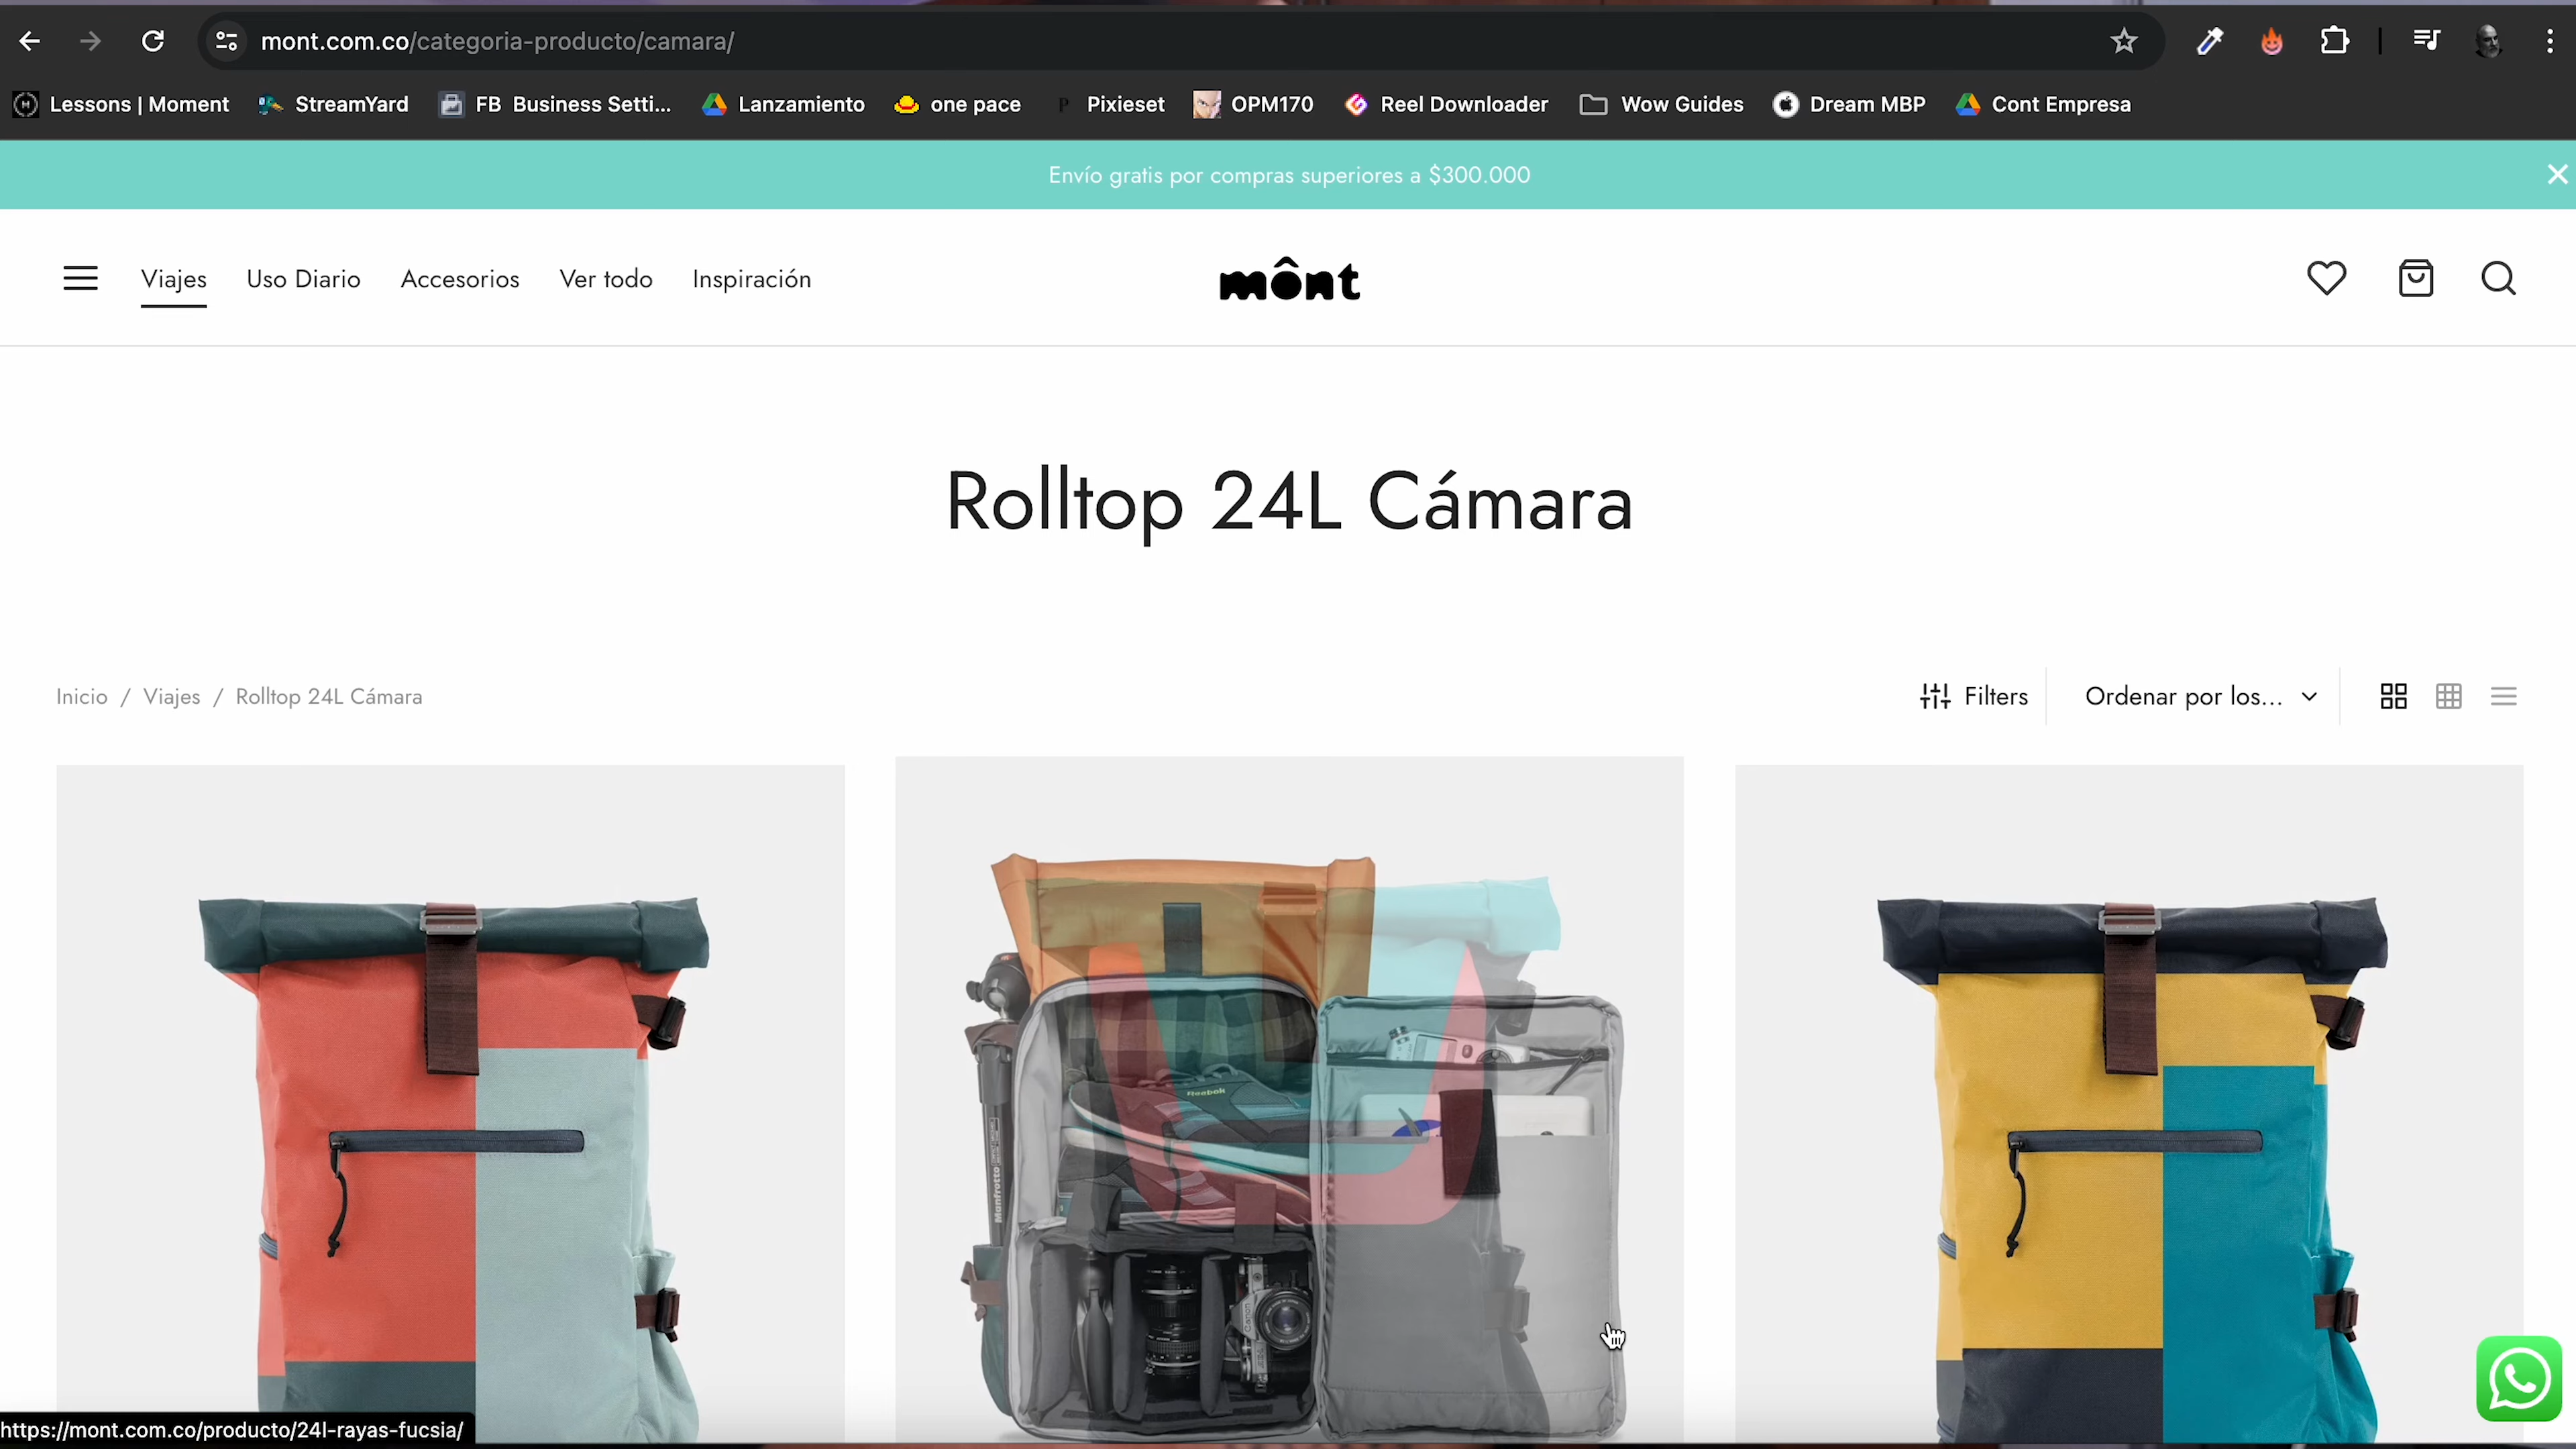 mont.com.co/categoria-producto/camara/
Lessons | Moment
StreamYard
FB Business Setti...
Lanzamiento
one pace
Pixieset
OPM170
Reel Downloader
Wow Guides
Dream MBP
Cont Empresa
Envío gratis por compras superiores a $300.000
Viajes
Uso Diario
Accesorios
Ver todo
Inspiración
mônt
Rolltop 24L Cámara
Inicio / Viajes / Rolltop 24L Cámara
Filters
Ordenar por los...
Reebok
Manfrotto
Canon
https://mont.com.co/producto/24l-rayas-fucsia/